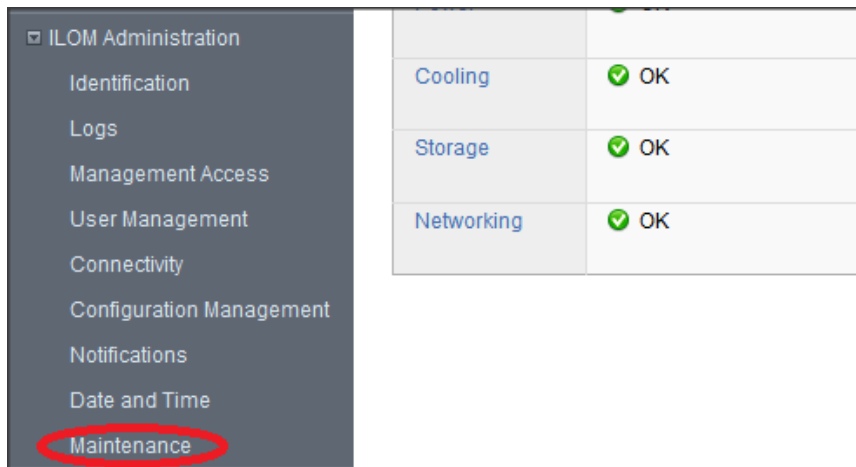 ILOM Administration
Identification
Logs
Management Access
User Management
Connectivity
Configuration Management
Notifications
Date and Time
Maintenance
Cooling OK
Storage OK
Networking OK